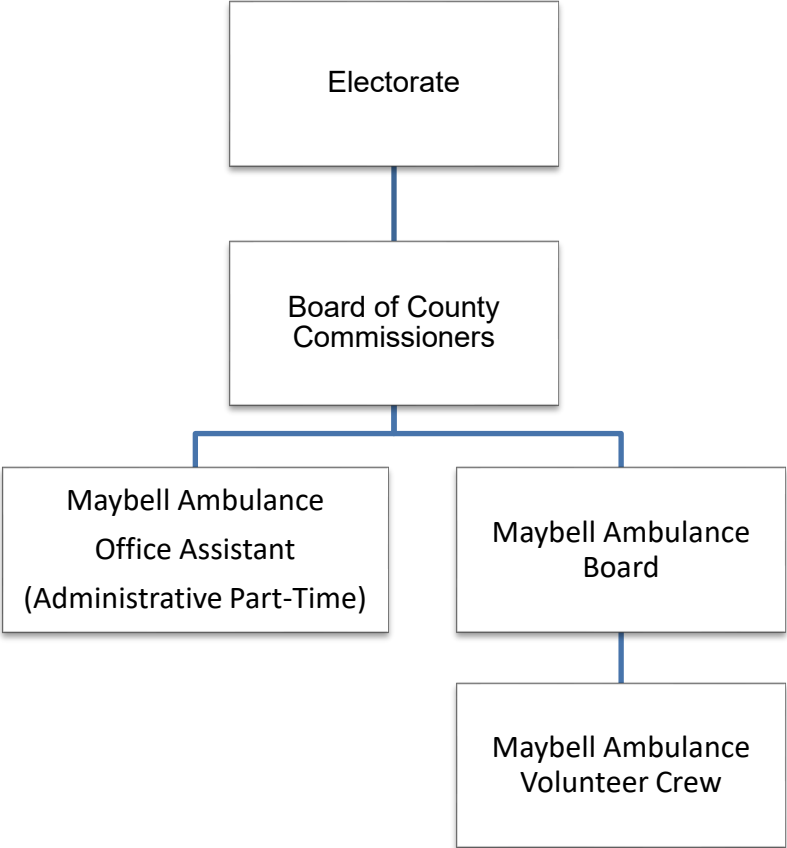 Electorate
Board of County
Commissioners
Maybell Ambulance
Office Assistant
(Administrative Part-Time)
Maybell Ambulance
Board
Maybell Ambulance
Volunteer Crew